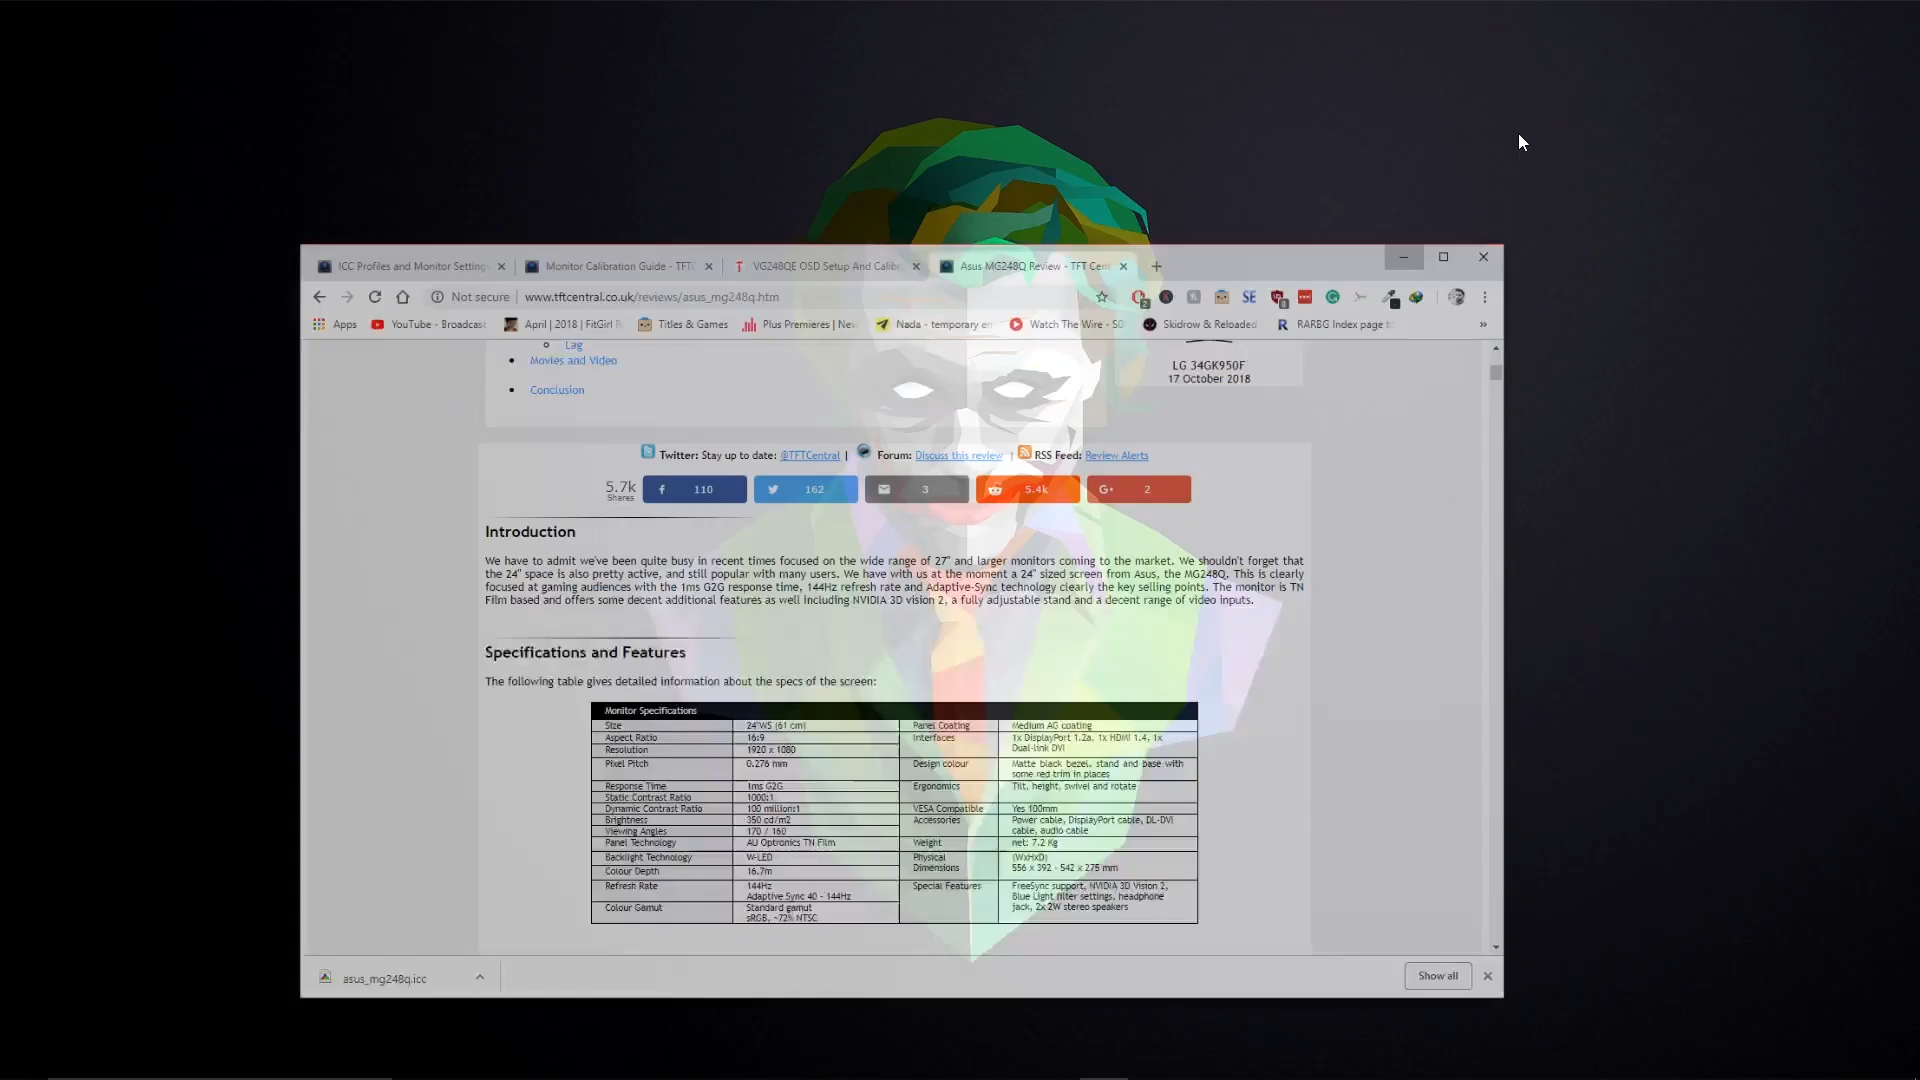 ICC Profiles and Monitor Setting
Monitor Calibration Guide - TFTC
VG248QE OSD Setup And Calibr
Asus MG248Q Review - TFT Cent
Not secure | www.tftcentral.co.uk/reviews/asus_mg248q.htm
Apps
YouTube - Broadcast
April | 2018 | FitGirl R
Titles & Games
Plus Premieres | New
Nada - temporary em
Watch The Wire - S0
Skidrow & Reloaded
RARBG Index page t
»
Lag
Movies and Video
Conclusion
LG 34GK950F
17 October 2018
Twitter: Stay up to date: @TFTCentral | Forum: Discuss this review | RSS Feed: Review Alerts
5.7k
Shares
110
162
3
5.4k
2
Introduction
We have to admit we've been quite busy in recent times focused on the wide range of 27" and larger monitors coming to the market. We shouldn't forget that
the 24" space is also pretty active, and still popular with many users. We have with us at the moment a 24" sized screen from Asus, the MG248Q. This is clearly
focused at gaming audiences with the 1ms G2G response time, 144Hz refresh rate and Adaptive-Sync technology clearly the key selling points. The monitor is TN
Film based and offers some decent additional features as well including NVIDIA 3D vision 2, a fully adjustable stand and a decent range of video inputs.
Specifications and Features
The following table gives detailed information about the specs of the screen:
Monitor Specifications
Size 24"WS (61 cm) Panel Coating Medium AG coating
Aspect Ratio 16:9 Interfaces 1x DisplayPort 1.2a, 1x HDMI 1.4, 1x
Resolution 1920 x 1080 Dual-link DVI
Pixel Pitch 0.276 mm Design colour Matte black bezel, stand and base with
some red trim in places
Response Time 1ms G2G Ergonomics Tilt, height, swivel and rotate
Static Contrast Ratio 1000:1
Dynamic Contrast Ratio 100 million:1 VESA Compatible Yes 100mm
Brightness 350 cd/m2 Accessories Power cable, DisplayPort cable, DL-DVI
Viewing Angles 170 / 160 cable, audio cable
Panel Technology AU Optronics TN Film Weight net: 7.2 Kg
Backlight Technology W-LED Physical (WxHxD)
Colour Depth 16.7m Dimensions 556 x 392 - 542 x 275 mm
Refresh Rate 144Hz Special Features FreeSync support, NVIDIA 3D Vision 2,
Adaptive Sync 40 - 144Hz Blue Light filter settings, headphone
Colour Gamut Standard gamut jack, 2x 2W stereo speakers
sRGB, ~72% NTSC
asus_mg248q.icc
Show all